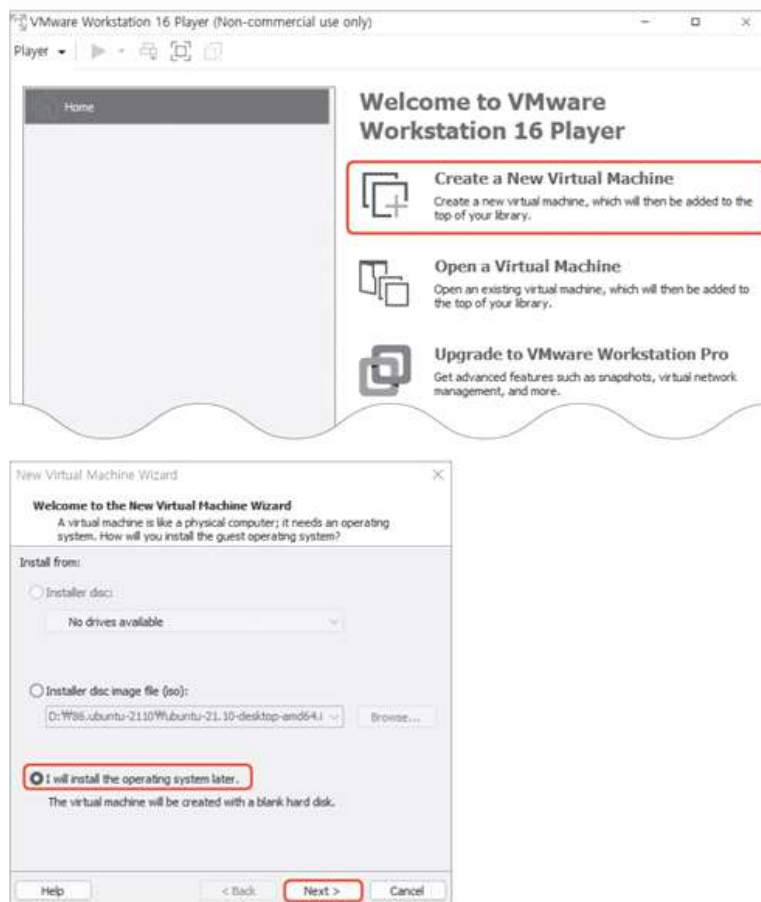 VMware Workstation 16 Player (Non-commercial use only)
Player
Home
Welcome to VMware
Workstation 16 Player
Create a New Virtual Machine
Create a new virtual machine, which will then be added to the
top of your library.
Open a Virtual Machine
Open an existing virtual machine, which will then be added to
the top of your library.
Upgrade to VMware Workstation Pro
Get advanced features such as snapshots, virtual network
management, and more.
New Virtual Machine Wizard
Welcome to the New Virtual Machine Wizard
A virtual machine is like a physical computer; it needs an operating
system. How will you install the guest operating system?
Install from:
Installer disc:
No drives available
Installer disc image file (iso):
D:₩86.ubuntu-2110₩ubuntu-21.10-desktop-amd64.i
Browse...
I will install the operating system later.
The virtual machine will be created with a blank hard disk.
Help
< Back
Next >
Cancel